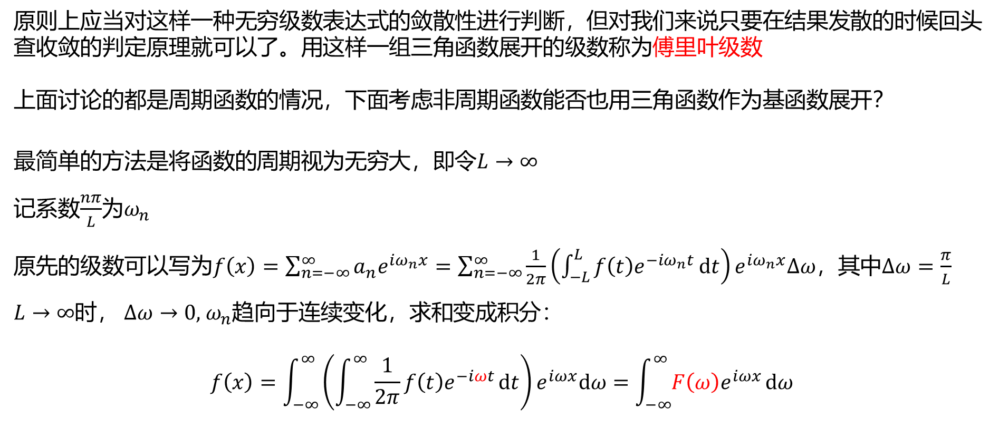 原则上应当对这样一种无穷级数表达式的敛散性进行判断，但对我们来说只要在结果发散的时候回头
查收敛的判定原理就可以了。用这样一组三角函数展开的级数称为傅里叶级数
上面讨论的都是周期函数的情况，下面考虑非周期函数能否也用三角函数作为基函数展开？
最简单的方法是将函数的周期视为无穷大，即令$L \to \infty$
记系数$\frac{n\pi}{L}$为$\omega_n$
原先的级数可以写为$f(x) = \sum_{n=-\infty}^{\infty} a_n e^{i\omega_n x} = \sum_{n=-\infty}^{\infty} \frac{1}{2\pi} \left( \int_{-L}^{L} f(t) e^{-i\omega_n t} \, \mathrm{d}t \right) e^{i\omega_n x} \Delta\omega$，其中$\Delta\omega = \frac{\pi}{L}$
$L \to \infty$时， $\Delta\omega \to 0, \omega_n$趋向于连续变化，求和变成积分：
$f(x) = \int_{-\infty}^{\infty} \left( \int_{-\infty}^{\infty} \frac{1}{2\pi} f(t) e^{-i\omega t} \, \mathrm{d}t \right) e^{i\omega x} \mathrm{d}\omega = \int_{-\infty}^{\infty} F(\omega) e^{i\omega x} \, \mathrm{d}\omega$